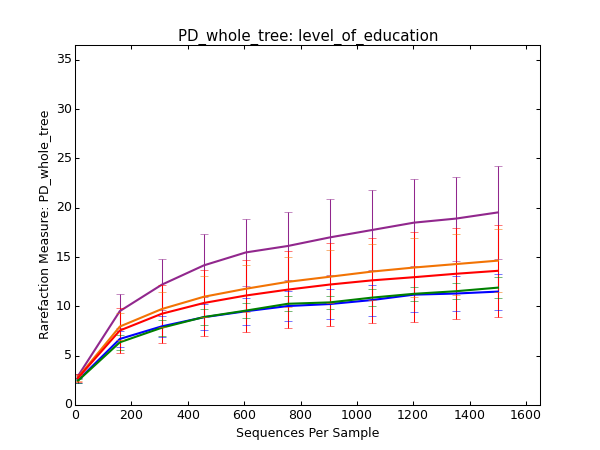 PD_whole_tree: level_of_education
Rarefaction Measure: PD_whole_tree
35
30
25
20
15
10
5
0
0 200 400 600 800 1000 1200 1400 1600
Sequences Per Sample